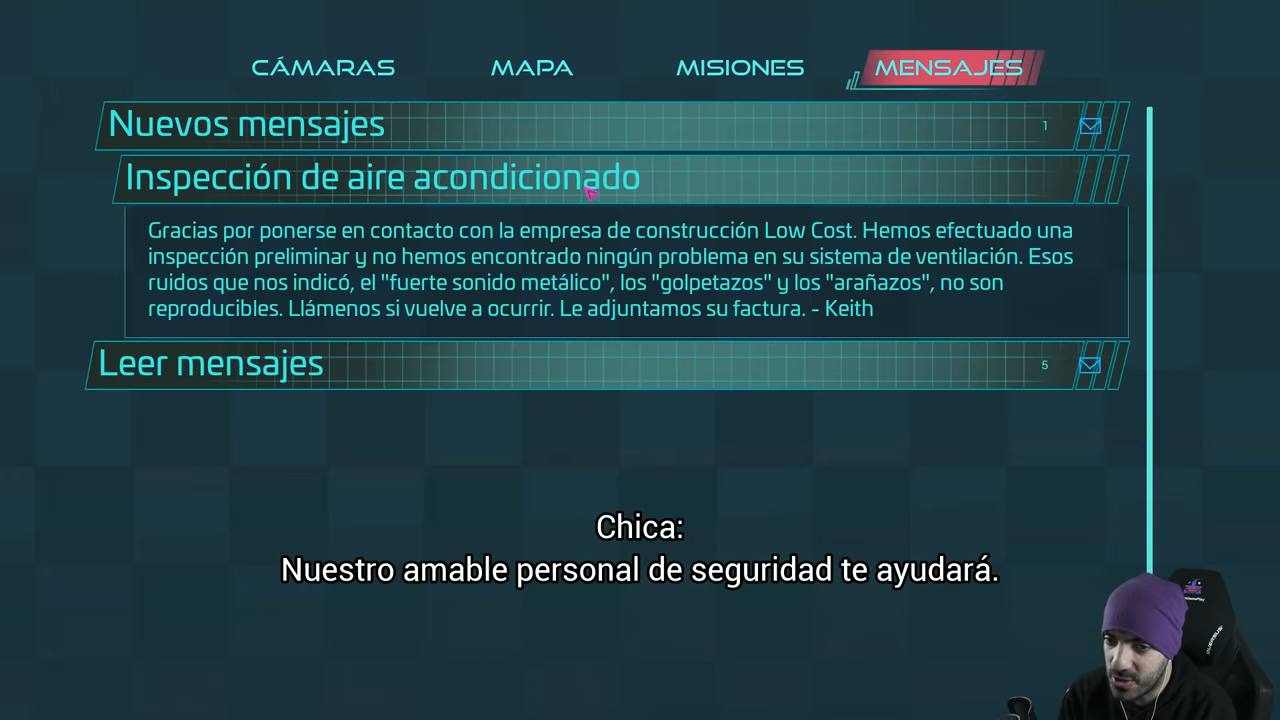 CÁMARAS MAPA MISIONES MENSAJES
Nuevos mensajes 1
Inspección de aire acondicionado
Gracias por ponerse en contacto con la empresa de construcción Low Cost. Hemos efectuado una
inspección preliminar y no hemos encontrado ningún problema en su sistema de ventilación. Esos
ruidos que nos indicó, el "fuerte sonido metálico", los "golpetazos" y los "arañazos", no son
reproducibles. Llámenos si vuelve a ocurrir. Le adjuntamos su factura. - Keith
Leer mensajes 5
Chica:
Nuestro amable personal de seguridad te ayudará.